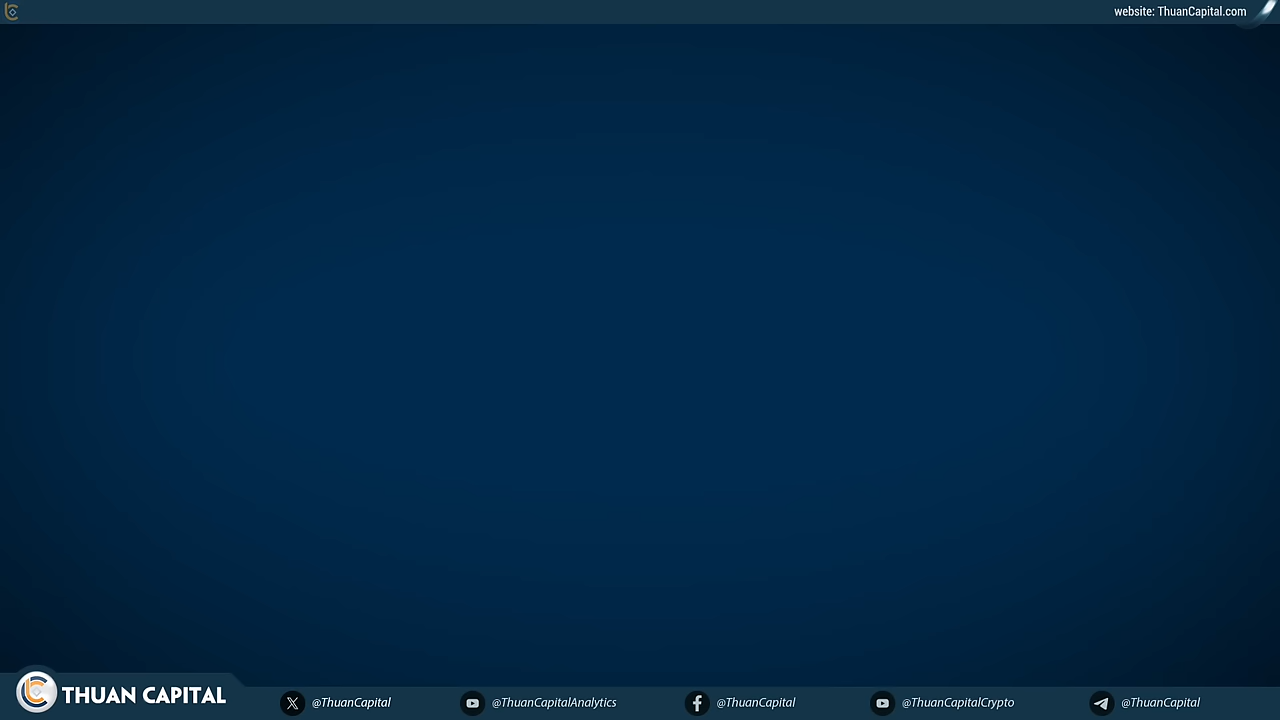 website: ThuanCapital.com
THUAN CAPITAL
@ThuanCapital
@ThuanCapitalAnalytics
@ThuanCapital
@ThuanCapitalCrypto
@ThuanCapital